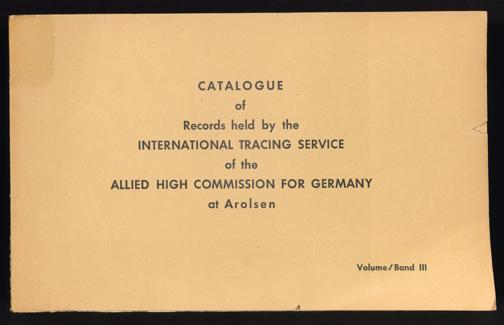 CATALOGUE
of
Records held by the
INTERNATIONAL TRACING SERVICE
of the
ALLIED HIGH COMMISSION FOR GERMANY
at Arolsen
Volume/Band III